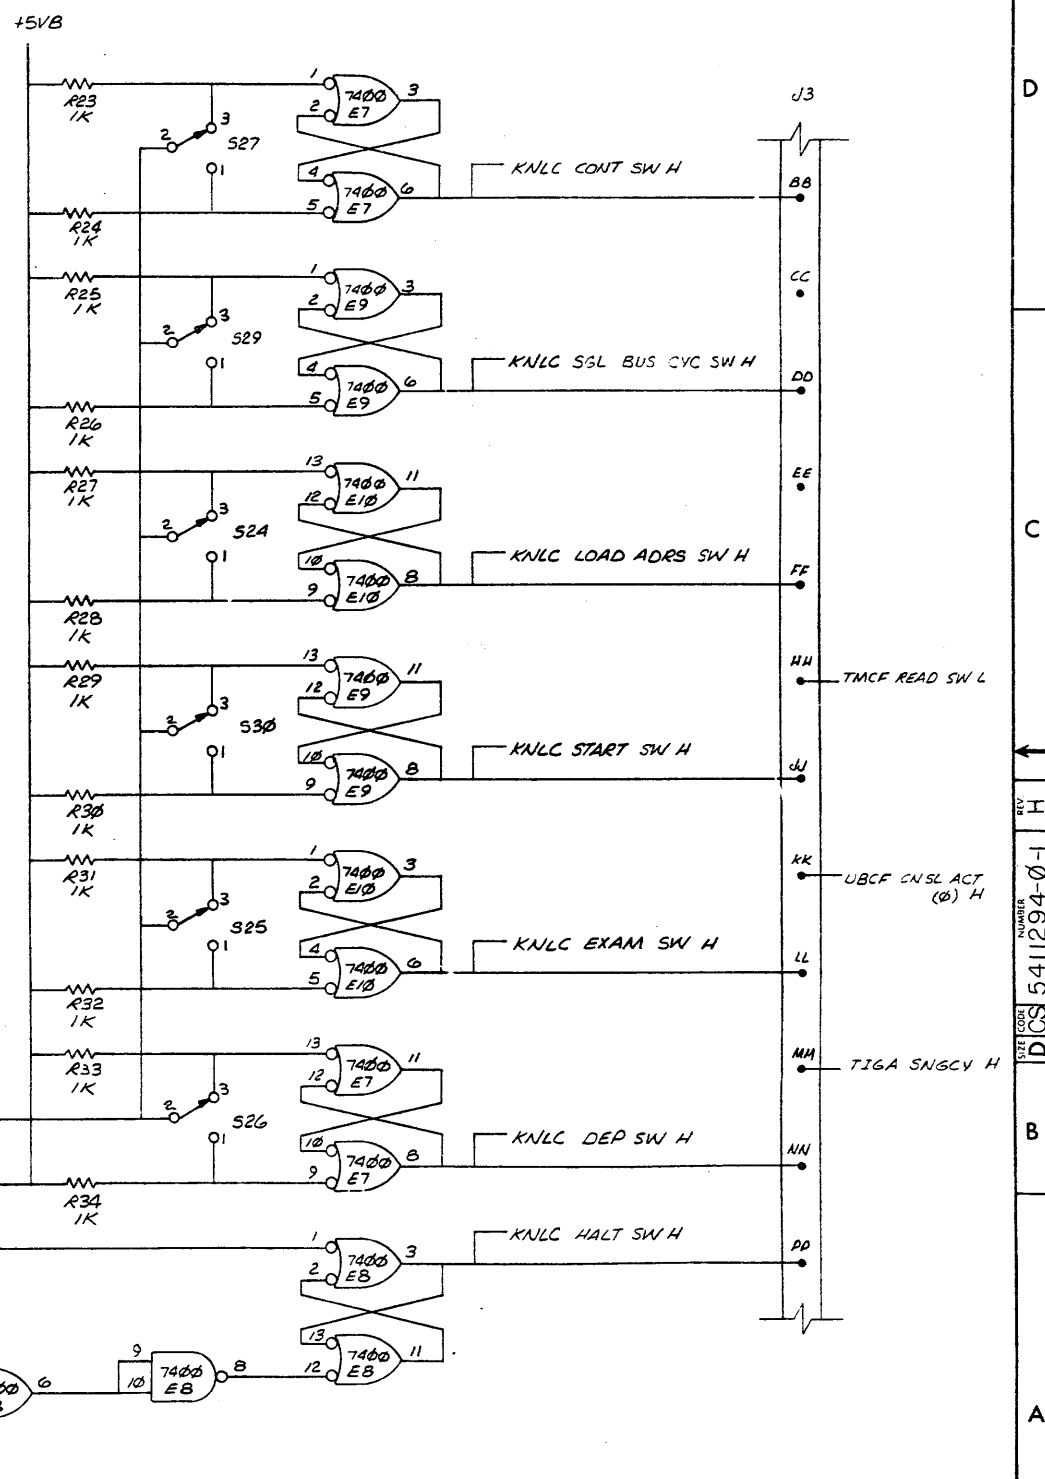 +5VB
D
J3
R23
1K
1
2
3
7400
E7
2
3
S27
1
4
5
6
7400
E7
KNLC CONT SW H
BB
R24
1K
R25
1K
1
2
3
7400
E9
CC
2
3
S29
1
4
5
6
7400
E9
KNLC SGL BUS CYC SW H
DD
R26
1K
R27
1K
13
12
11
7400
E10
EE
2
3
S24
1
C
10
9
8
7400
E10
KNLC LOAD ADRS SW H
FF
R28
1K
R29
1K
13
12
11
7400
E9
HH
TMCF READ SW L
2
3
S30
1
10
9
8
7400
E9
KNLC START SW H
JJ
R30
1K
REV
H
R31
1K
1
2
3
7400
E10
KK
UBCF CNSL ACT
(0) H
2
3
S25
1
4
5
6
7400
E10
KNLC EXAM SW H
LL
NUMBER
5411294-0-1
R32
1K
SIZE CODE
D CS
R33
1K
13
12
11
7400
E7
MM
TIGA SNGCY H
2
3
S26
1
B
10
9
8
7400
E7
KNLC DEP SW H
NN
R34
1K
1
2
3
7400
E8
KNLC HALT SW H
PP
13
12
11
7400
E8
6
9
10
7400
E8
8
A